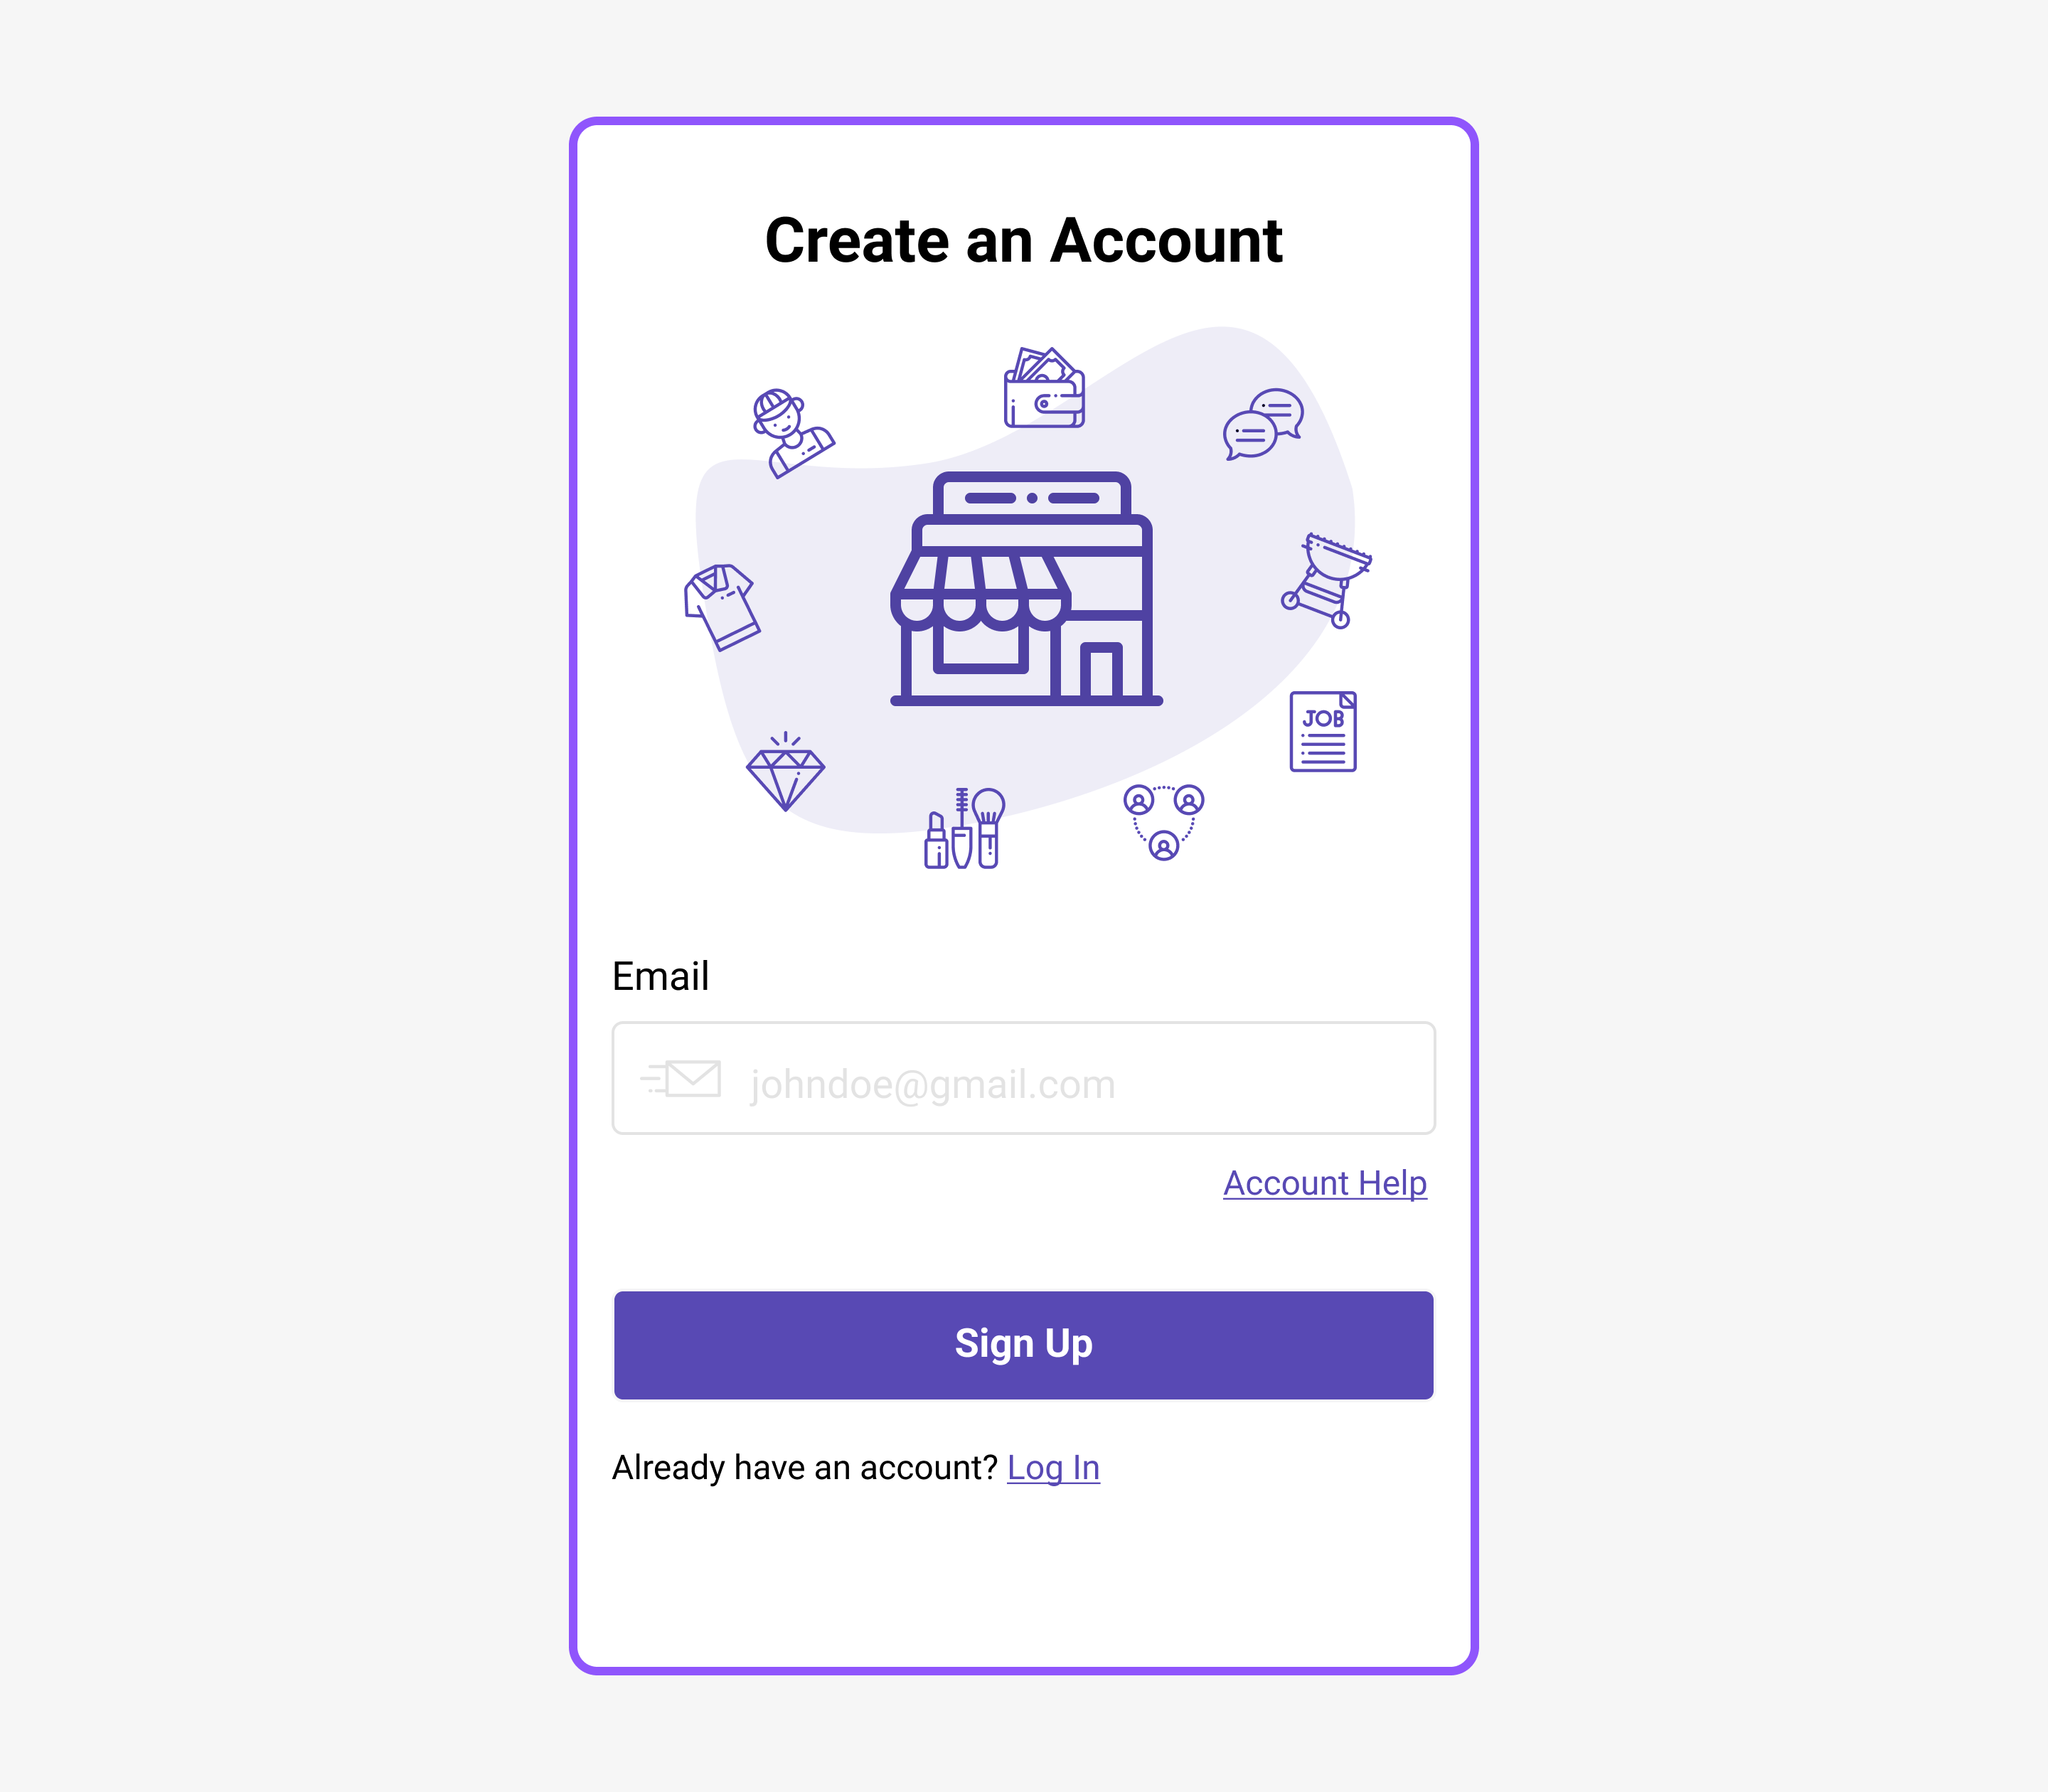 Create an Account
JOB
Email
johndoe@gmail.com
Account Help
Sign Up
Already have an account? Log In